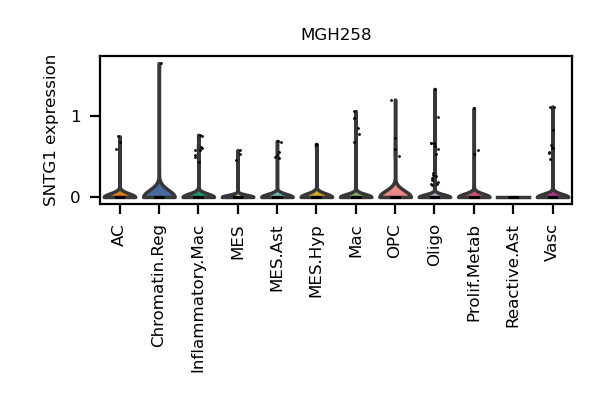 MGH258
SNTG1 expression
1
0
AC
Chromatin.Reg
Inflammatory.Mac
MES
MES.Ast
MES.Hyp
Mac
OPC
Oligo
Prolif.Metab
Reactive.Ast
Vasc